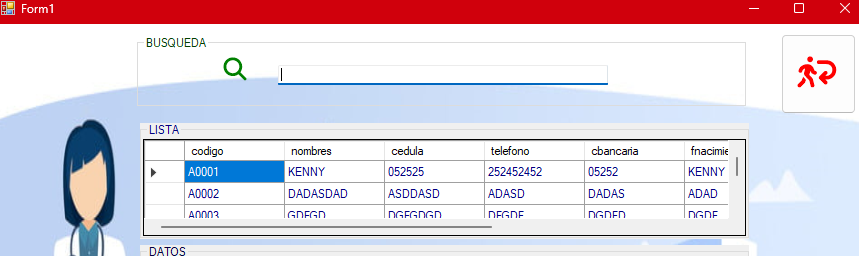 Form1
BUSQUEDA
LISTA
codigo nombres cedula telefono cbancaria fnacimie
A0001 KENNY 052525 252452452 05252 KENNY
A0002 DADASDAD ASDDASD ADASD DADAS ADAD
A0003 GDFGD DGFGDGD DFGDF DGDFD DGDF
DATOS